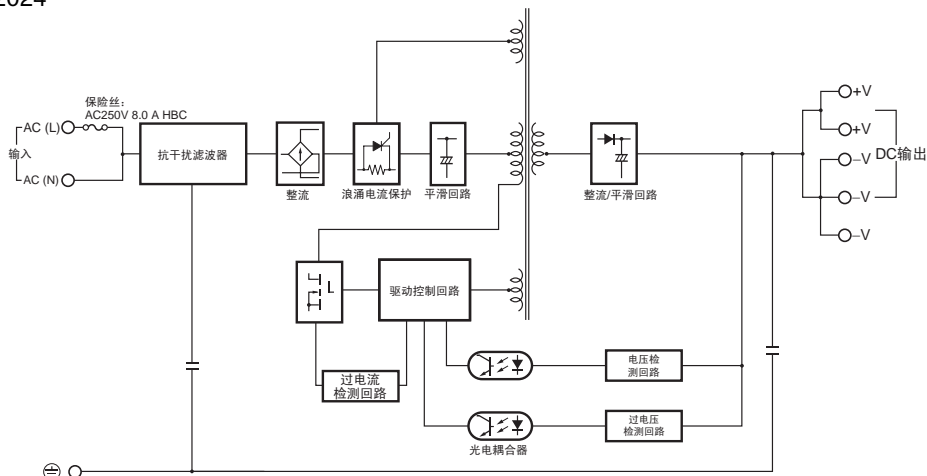 保险丝：
AC250V 8.0 A HBC
AC (L)
输入
AC (N)
抗干扰滤波器
整流
浪涌电流保护
平滑回路
整流/平滑回路
+V
+V
−V
DC输出
−V
−V
驱动控制回路
过电流
检测回路
电压检
测回路
过电压
检测回路
光电耦合器